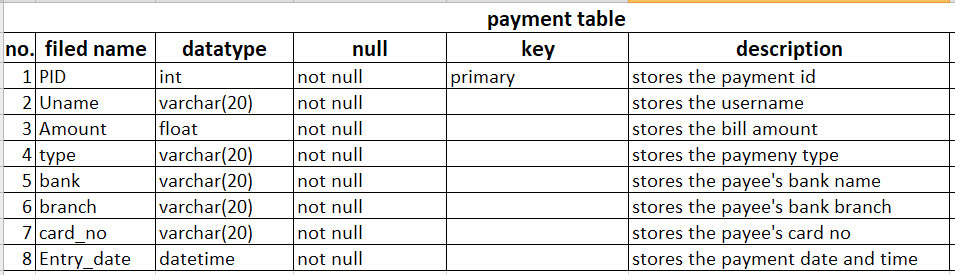 payment table
no. filed name datatype null key description
1 PID int not null primary stores the payment id
2 Uname varchar(20) not null stores the username
3 Amount float not null stores the bill amount
4 type varchar(20) not null stores the paymeny type
5 bank varchar(20) not null stores the payee's bank name
6 branch varchar(20) not null stores the payee's bank branch
7 card_no varchar(20) not null stores the payee's card no
8 Entry_date datetime not null stores the payment date and time